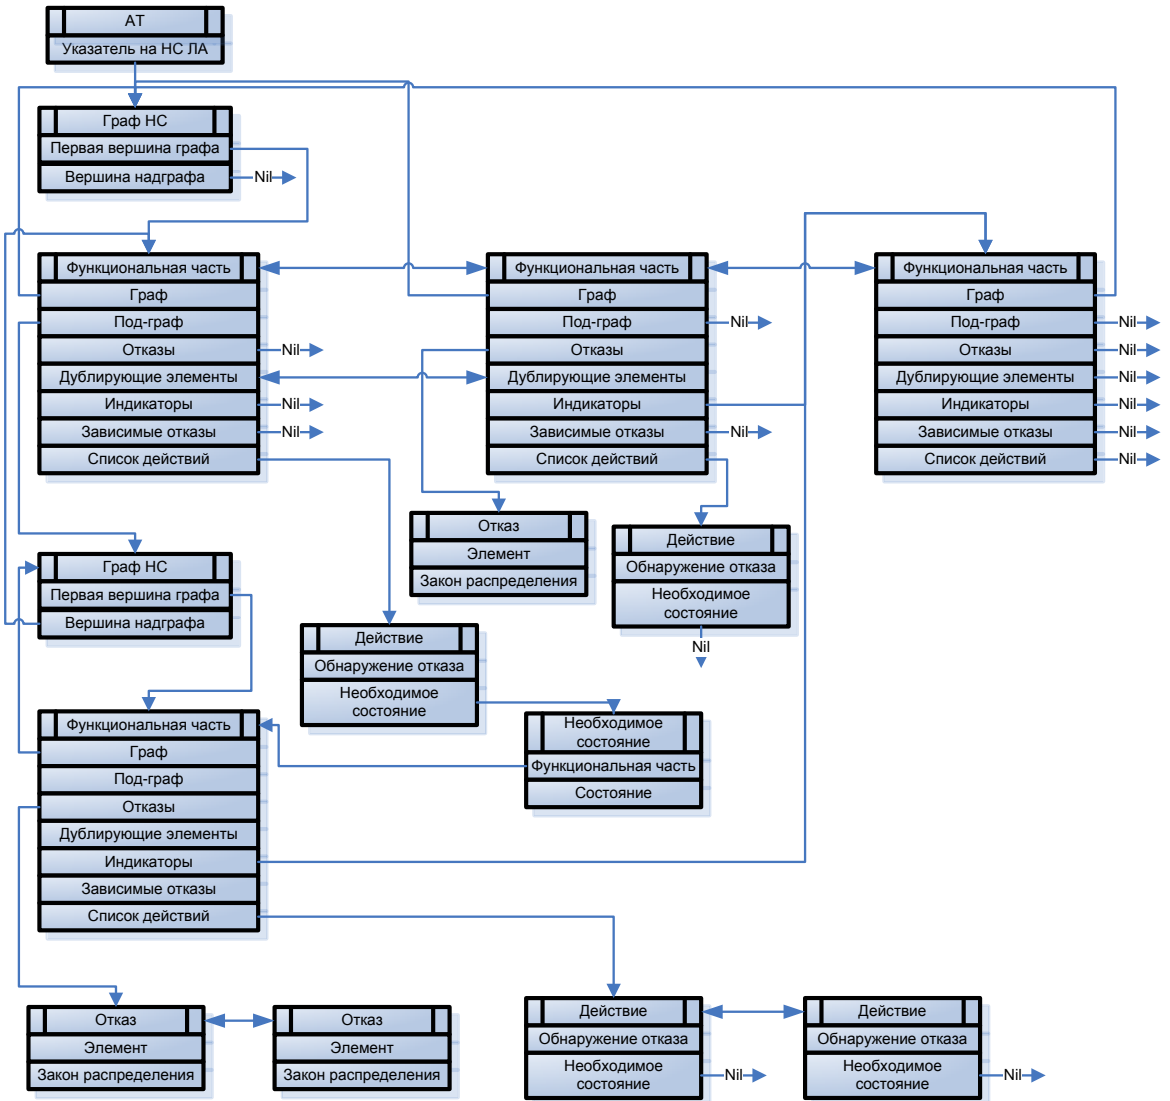 АТ
Указатель на НС ЛА
Граф НС
Первая вершина графа
Вершина надграфа
Nil
Функциональная часть
Граф
Под-граф
Отказы
Nil
Дублирующие элементы
Индикаторы
Nil
Зависимые отказы
Nil
Список действий
Функциональная часть
Граф
Под-граф
Nil
Отказы
Дублирующие элементы
Индикаторы
Зависимые отказы
Nil
Список действий
Функциональная часть
Граф
Под-граф
Nil
Отказы
Nil
Дублирующие элементы
Nil
Индикаторы
Nil
Зависимые отказы
Nil
Список действий
Nil
Отказ
Элемент
Закон распределения
Действие
Обнаружение отказа
Необходимое
состояние
Nil
Граф НС
Первая вершина графа
Вершина надграфа
Действие
Обнаружение отказа
Необходимое
состояние
Необходимое
состояние
Функциональная часть
Состояние
Функциональная часть
Граф
Под-граф
Отказы
Дублирующие элементы
Индикаторы
Зависимые отказы
Список действий
Отказ
Элемент
Закон распределения
Отказ
Элемент
Закон распределения
Действие
Обнаружение отказа
Необходимое
состояние
Nil
Действие
Обнаружение отказа
Необходимое
состояние
Nil